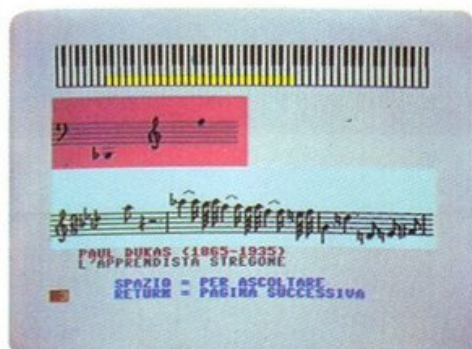 PAUL DUKAS (1865-1935)
L'APPRENDISTA STREGONE
SPAZIO = PER ASCOLTARE
RETURN = PAGINA SUCCESSIVA